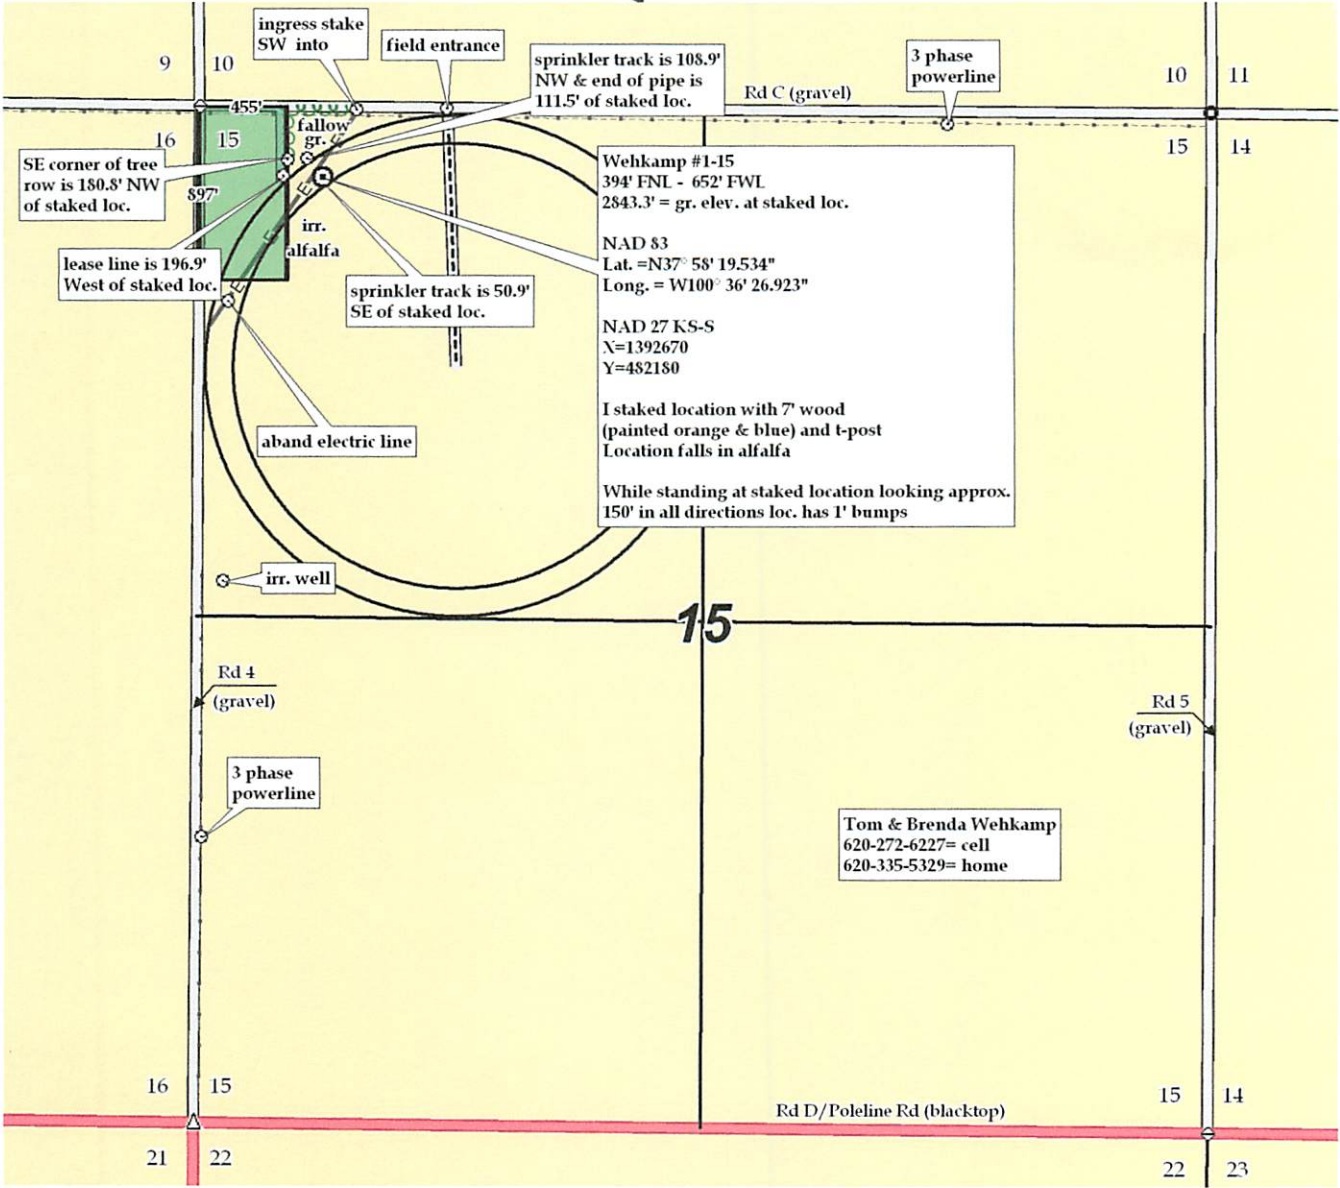 ingress stake
SW into
field entrance
sprinkler track is 108.9'
NW & end of pipe is
111.5' of staked loc.
3 phase
powerline
9
10
10
11
Rd C (gravel)
455'
16
15
15
14
fallow
gr.
SE corner of tree
row is 180.8' NW
of staked loc.
897'
E
E
E
E
irr.
alfalfa
lease line is 196.9'
West of staked loc.
sprinkler track is 50.9'
SE of staked loc.
Wehkamp #1-15
394' FNL - 652' FWL
2843.3' = gr. elev. at staked loc.
NAD 83
Lat. =N37° 58' 19.534"
Long. = W100° 36' 26.923"
NAD 27 KS-S
X=1392670
Y=482180
I staked location with 7' wood
(painted orange & blue) and t-post
Location falls in alfalfa
While standing at staked location looking approx.
150' in all directions loc. has 1' bumps
aband electric line
irr. well
15
Rd 4
(gravel)
Rd 5
(gravel)
3 phase
powerline
Tom & Brenda Wehkamp
620-272-6227= cell
620-335-5329= home
16
15
15
14
Rd D/Poleline Rd (blacktop)
21
22
22
23